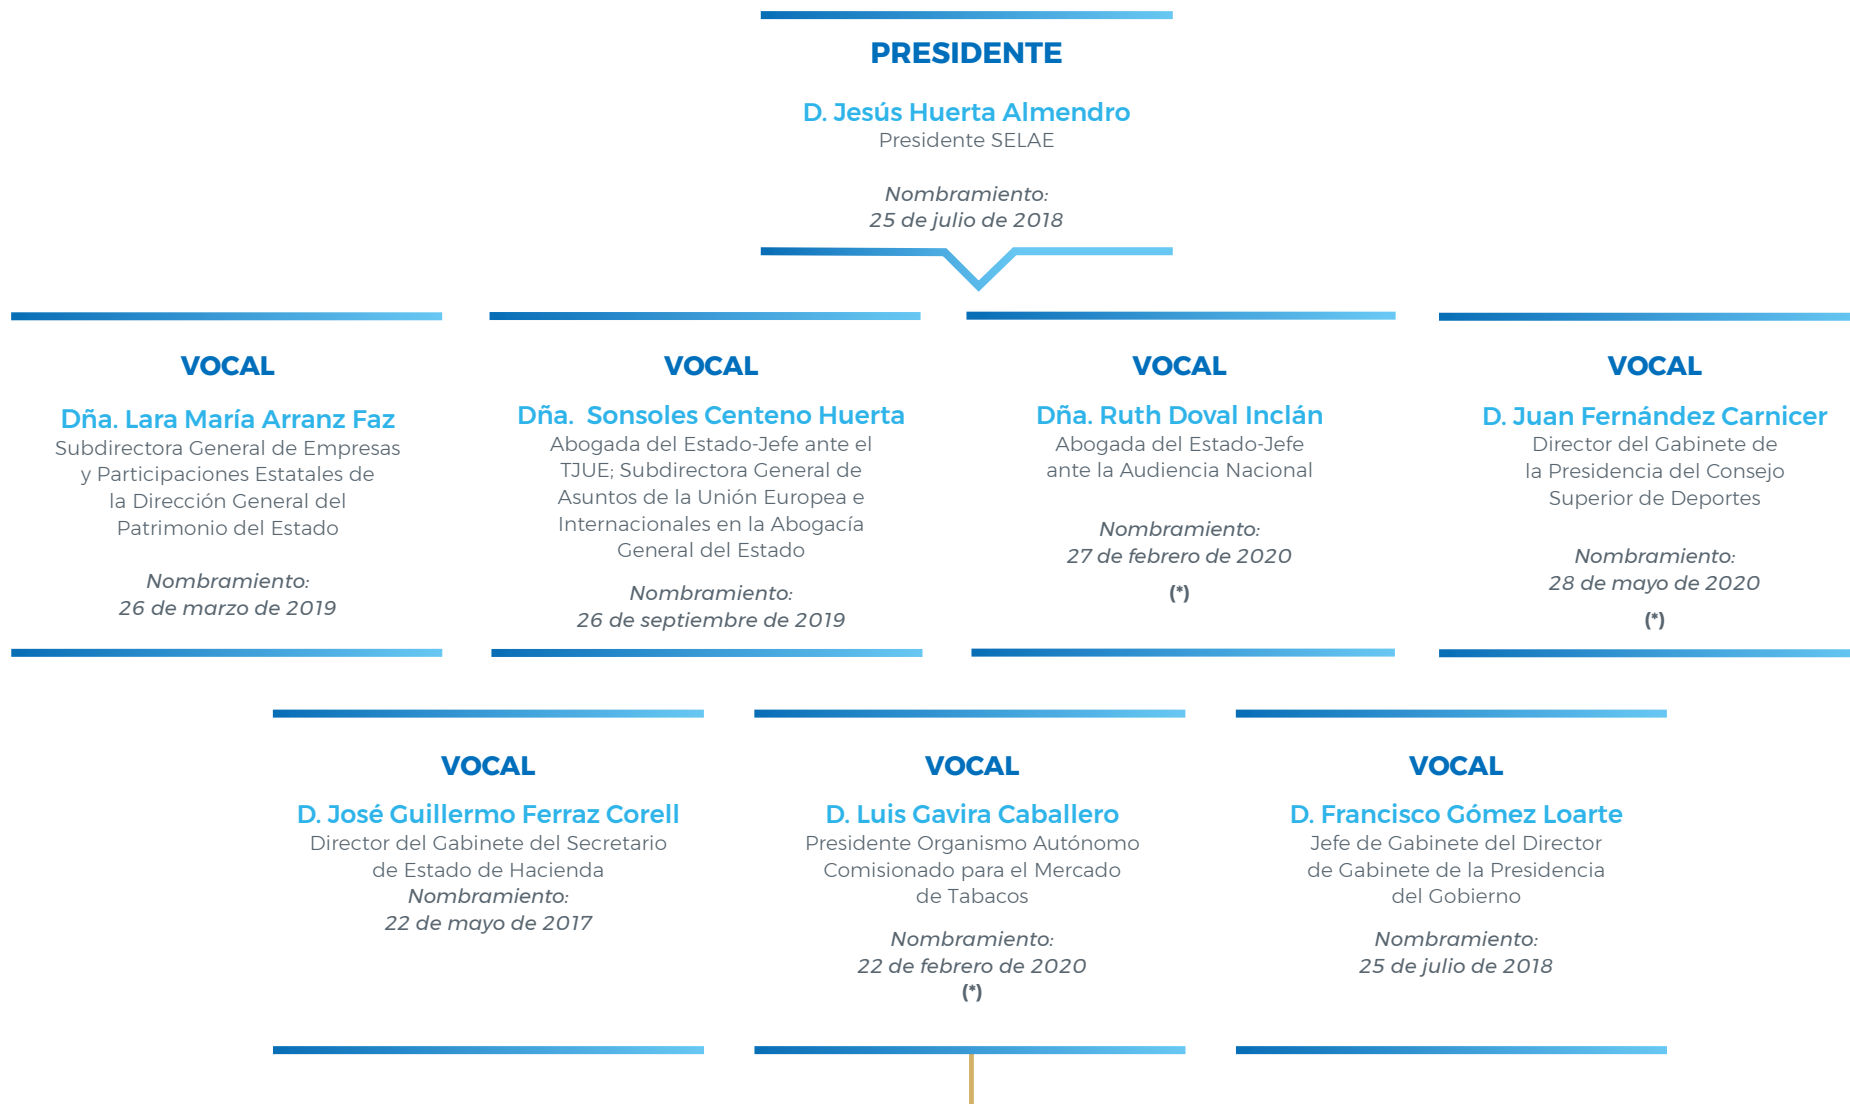 PRESIDENTE
D. Jesús Huerta Almendro
Presidente SELAE
Nombramiento:
25 de julio de 2018
VOCAL
Dña. Lara María Arranz Faz
Subdirectora General de Empresas
y Participaciones Estatales de
la Dirección General del
Patrimonio del Estado
Nombramiento:
26 de marzo de 2019
VOCAL
Dña. Sonsoles Centeno Huerta
Abogada del Estado-Jefe ante el
TJUE; Subdirectora General de
Asuntos de la Unión Europea e
Internacionales en la Abogacía
General del Estado
Nombramiento:
26 de septiembre de 2019
VOCAL
Dña. Ruth Doval Inclán
Abogada del Estado-Jefe
ante la Audiencia Nacional
Nombramiento:
27 de febrero de 2020
(*)
VOCAL
D. Juan Fernández Carnicer
Director del Gabinete de
la Presidencia del Consejo
Superior de Deportes
Nombramiento:
28 de mayo de 2020
(*)
VOCAL
D. José Guillermo Ferraz Corell
Director del Gabinete del Secretario
de Estado de Hacienda
Nombramiento:
22 de mayo de 2017
VOCAL
D. Luis Gavira Caballero
Presidente Organismo Autónomo
Comisionado para el Mercado
de Tabacos
Nombramiento:
22 de febrero de 2020
(*)
VOCAL
D. Francisco Gómez Loarte
Jefe de Gabinete del Director
de Gabinete de la Presidencia
del Gobierno
Nombramiento:
25 de julio de 2018